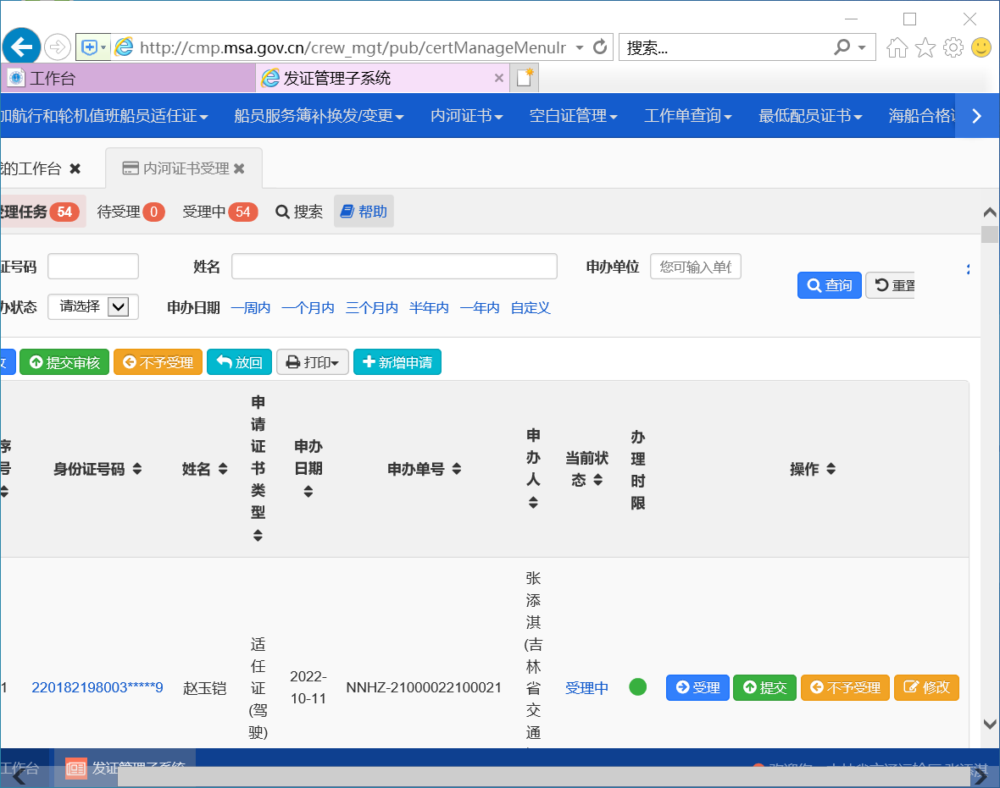 http://cmp.msa.gov.cn/crew_mgt/pub/certManageMenuIr
搜索...
工作台
发证管理子系统
加航行和轮机值班船员适任证 船员服务簿补换发/变更 内河证书 空白证管理 工作单查询 最低配员证书 海船合格
的工作台 内河证书受理
受理任务 54 待受理 0 受理中 54 搜索 帮助
证号码 姓名 申办单位 您可输入单位
办状态 请选择 申办日期 一周内 一个月内 三个月内 半年内 一年内 自定义
查询 重置
提交审核 不予受理 放回 打印 新增申请
序号 身份证号码 姓名 申请证书类型 申办日期 申办单号 申办人 当前状态 办理时限 操作
1 220182198003*****9 赵玉铠 适任证(驾驶) 2022-10-11 NNHZ-21000022100021 张添淇(吉林省交通 受理中 受理 提交 不予受理 修改
工作台 发证管理子系统